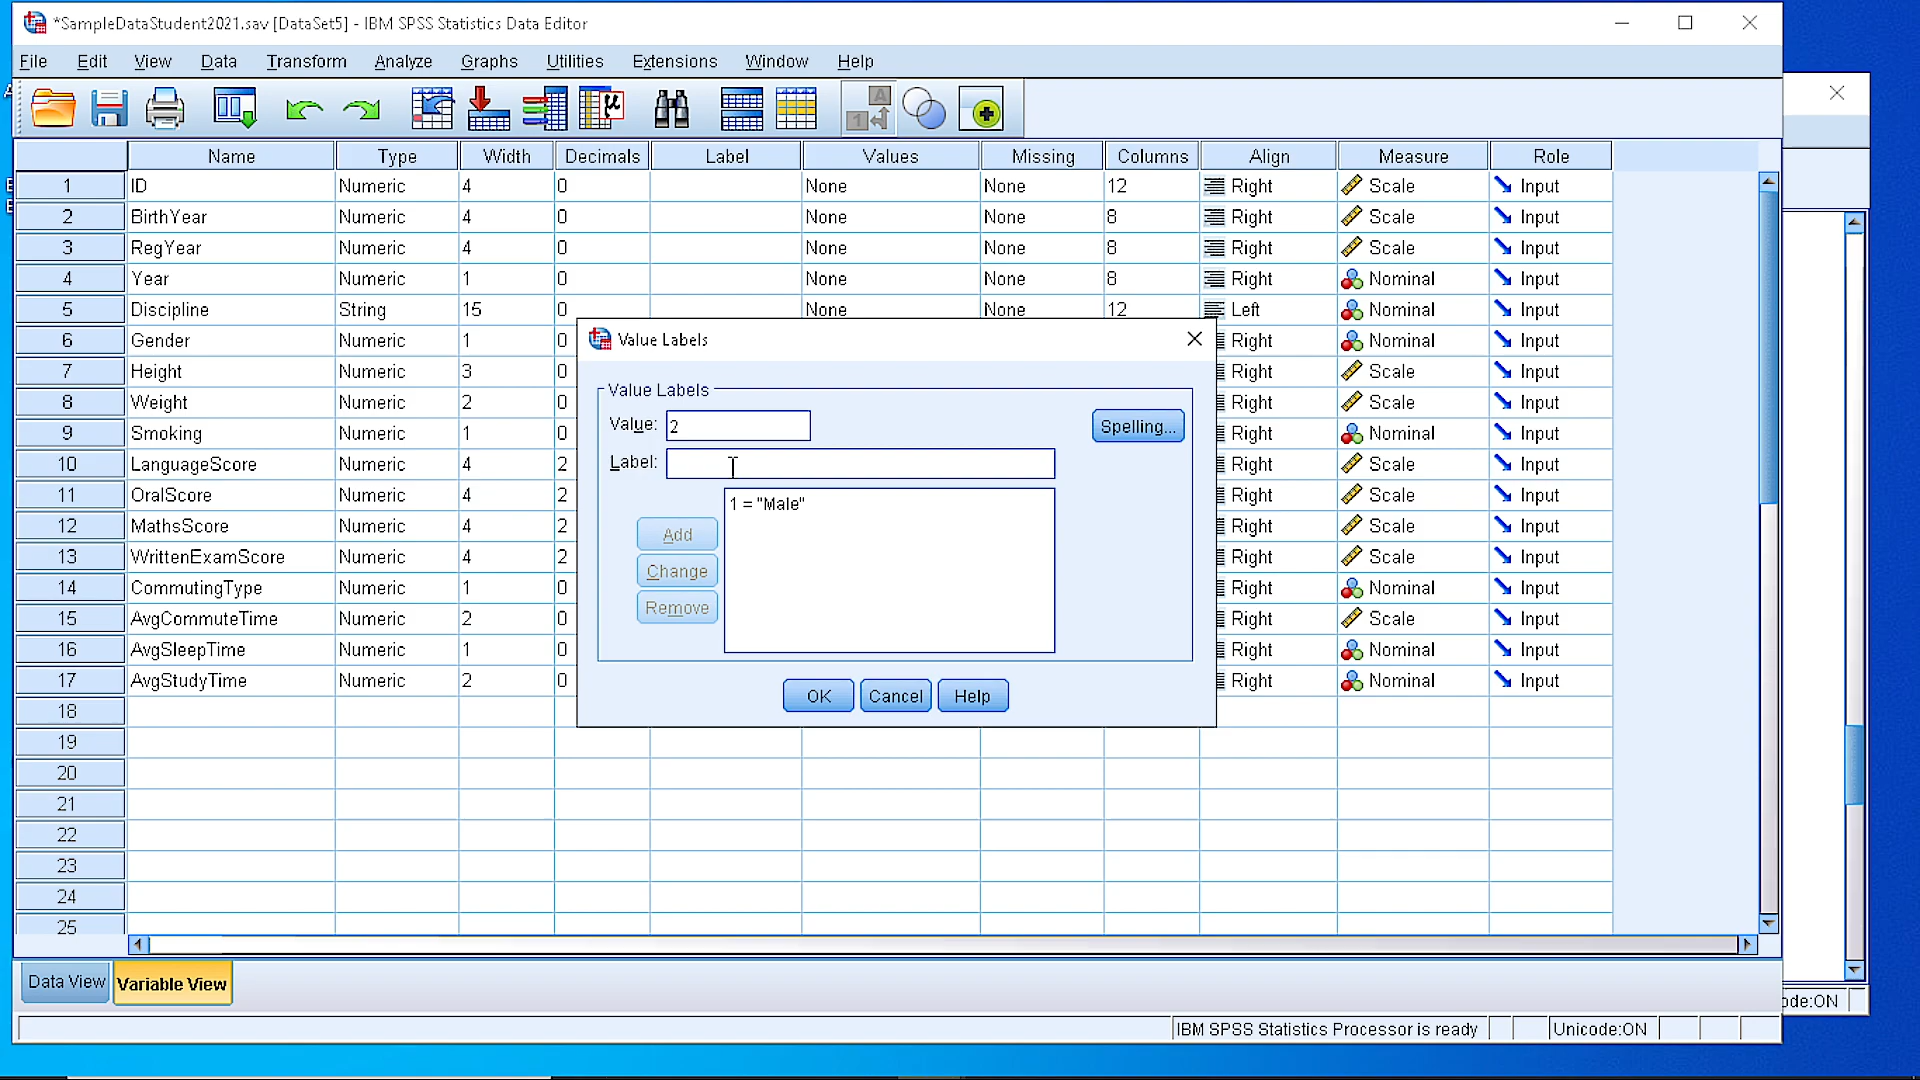 *SampleDataStudent2021.sav [DataSet5] - IBM SPSS Statistics Data Editor
File Edit View Data Transform Analyze Graphs Utilities Extensions Window Help
Name Type Width Decimals Label Values Missing Columns Align Measure Role
1 ID Numeric 4 0 None None 12 Right Scale Input
2 BirthYear Numeric 4 0 None None 8 Right Scale Input
3 RegYear Numeric 4 0 None None 8 Right Scale Input
4 Year Numeric 1 0 None None 8 Right Nominal Input
5 Discipline String 15 0 None None 12 Left Nominal Input
6 Gender Numeric 1 0 Right Nominal Input
7 Height Numeric 3 0 Right Scale Input
8 Weight Numeric 2 0 Right Scale Input
9 Smoking Numeric 1 0 Right Nominal Input
10 LanguageScore Numeric 4 2 Right Scale Input
11 OralScore Numeric 4 2 Right Scale Input
12 MathsScore Numeric 4 2 Right Scale Input
13 WrittenExamScore Numeric 4 2 Right Scale Input
14 CommutingType Numeric 1 0 Right Nominal Input
15 AvgCommuteTime Numeric 2 0 Right Scale Input
16 AvgSleepTime Numeric 1 0 Right Nominal Input
17 AvgStudyTime Numeric 2 0 Right Nominal Input
18
19
20
21
22
23
24
25
Value Labels
Value Labels
Value: 2 Spelling...
Label:
1 = "Male"
Add
Change
Remove
OK Cancel Help
Data View Variable View
ode:ON
IBM SPSS Statistics Processor is ready Unicode:ON